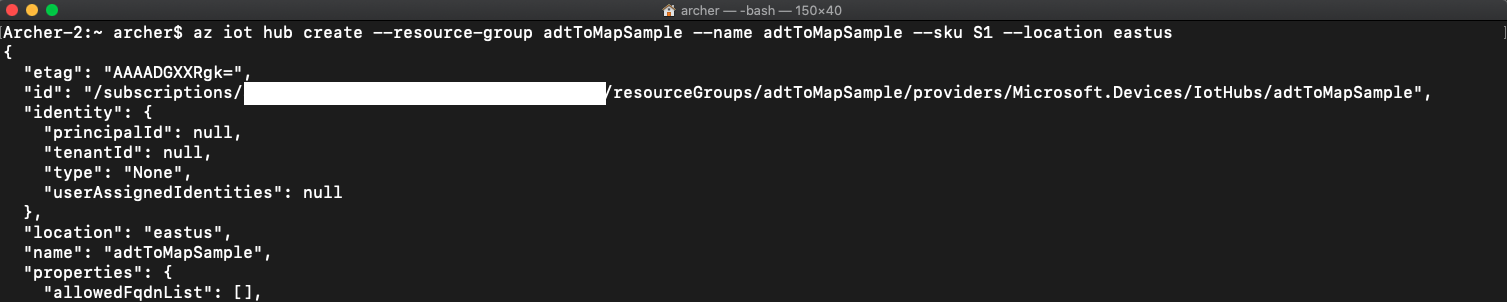 archer — -bash — 150×40
Archer-2:~ archer$ az iot hub create --resource-group adtToMapSample --name adtToMapSample --sku S1 --location eastus
{
  "etag": "AAAADGXXRgk=",
  "id": "/subscriptions/ /resourceGroups/adtToMapSample/providers/Microsoft.Devices/IotHubs/adtToMapSample",
  "identity": {
    "principalId": null,
    "tenantId": null,
    "type": "None",
    "userAssignedIdentities": null
  },
  "location": "eastus",
  "name": "adtToMapSample",
  "properties": {
    "allowedFqdnList": [],